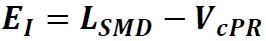 E_I = L_SMD − V_cPR